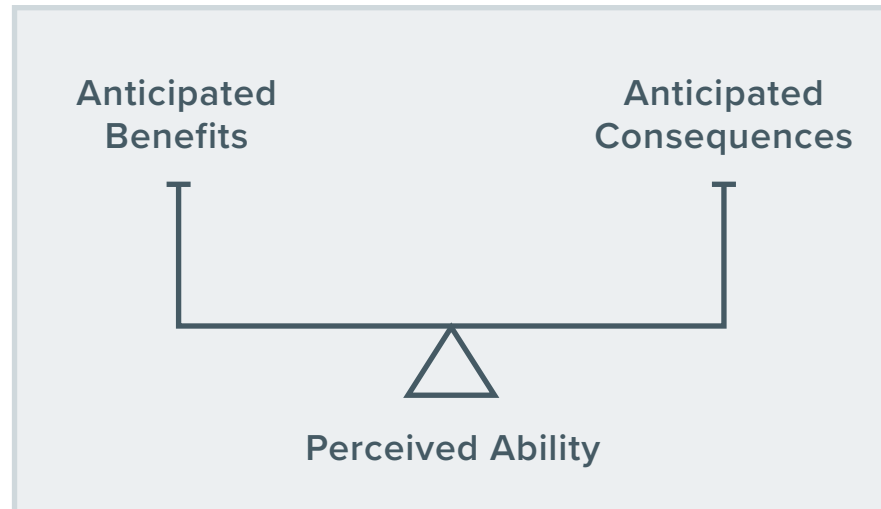 Anticipated
Benefits
Anticipated
Consequences
Perceived Ability